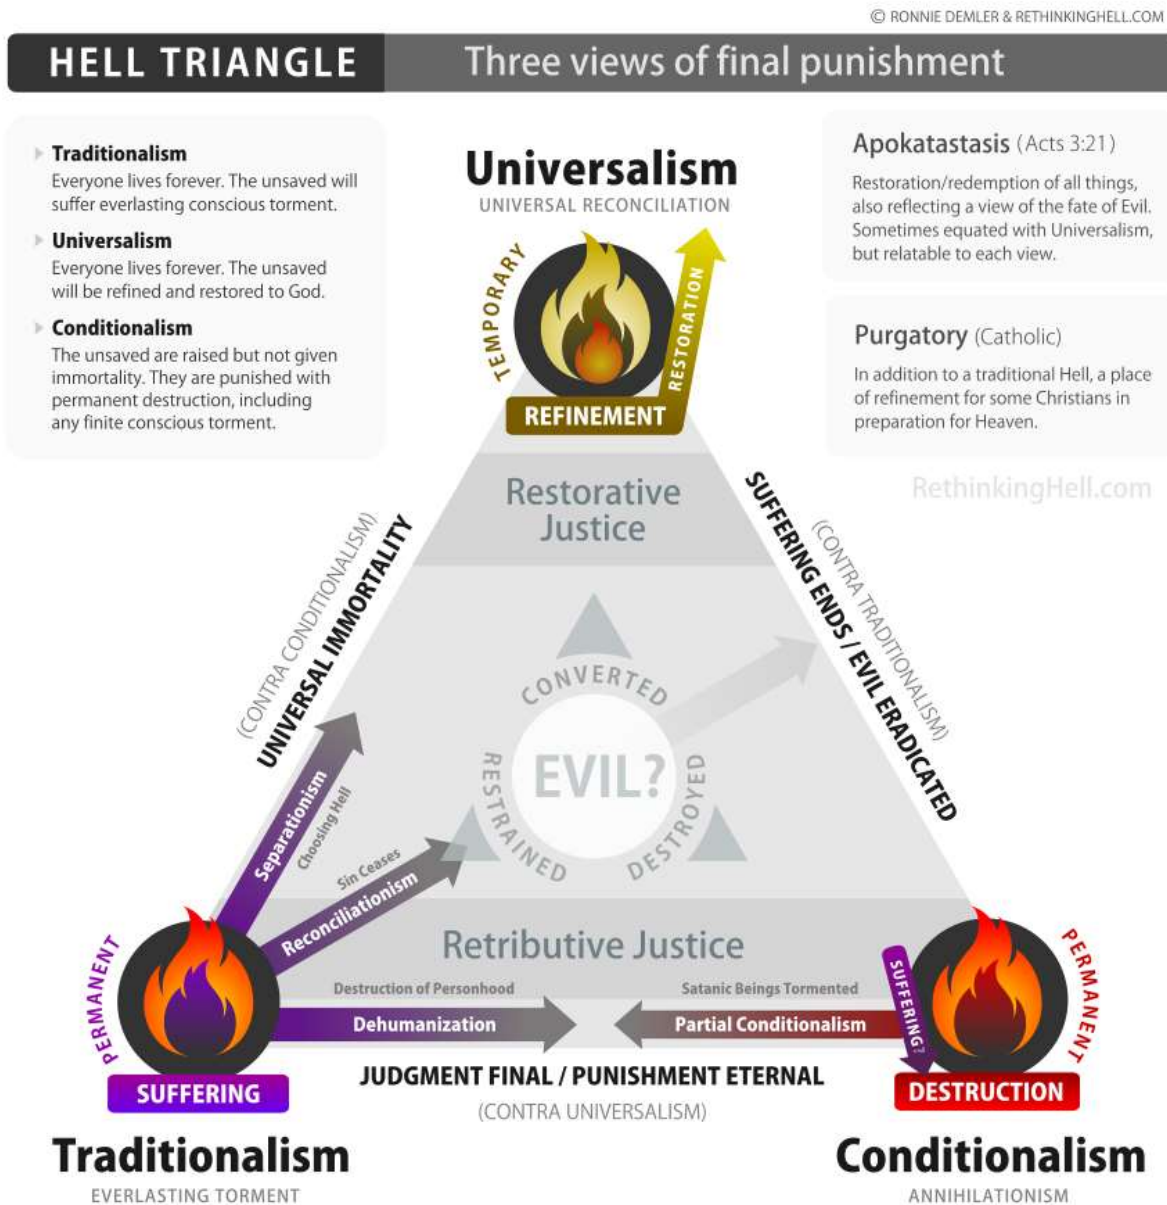 © RONNIE DEMLER & RETHINKINGHELL.COM
HELL TRIANGLE
Three views of final punishment
Traditionalism
Everyone lives forever. The unsaved will
suffer everlasting conscious torment.
Universalism
Everyone lives forever. The unsaved
will be refined and restored to God.
Conditionalism
The unsaved are raised but not given
immortality. They are punished with
permanent destruction, including
any finite conscious torment.
Universalism
UNIVERSAL RECONCILIATION
TEMPORARY
RESTORATION
REFINEMENT
Apokatastasis (Acts 3:21)
Restoration/redemption of all things,
also reflecting a view of the fate of Evil.
Sometimes equated with Universalism,
but relatable to each view.
Purgatory (Catholic)
In addition to a traditional Hell, a place
of refinement for some Christians in
preparation for Heaven.
RethinkingHell.com
Restorative
Justice
(CONTRA CONDITIONALISM)
UNIVERSAL IMMORTALITY
SUFFERING ENDS / EVIL ERADICATED
(CONTRA TRADITIONALISM)
CONVERTED
EVIL?
RESTRAINED
DESTROYED
Separationism
Choosing Hell
Sin Ceases
Reconciliationism
Retributive Justice
PERMANENT
SUFFERING
Destruction of Personhood
Dehumanization
Satanic Beings Tormented
Partial Conditionalism
SUFFERING?
PERMANENT
DESTRUCTION
JUDGMENT FINAL / PUNISHMENT ETERNAL
(CONTRA UNIVERSALISM)
Traditionalism
EVERLASTING TORMENT
Conditionalism
ANNIHILATIONISM